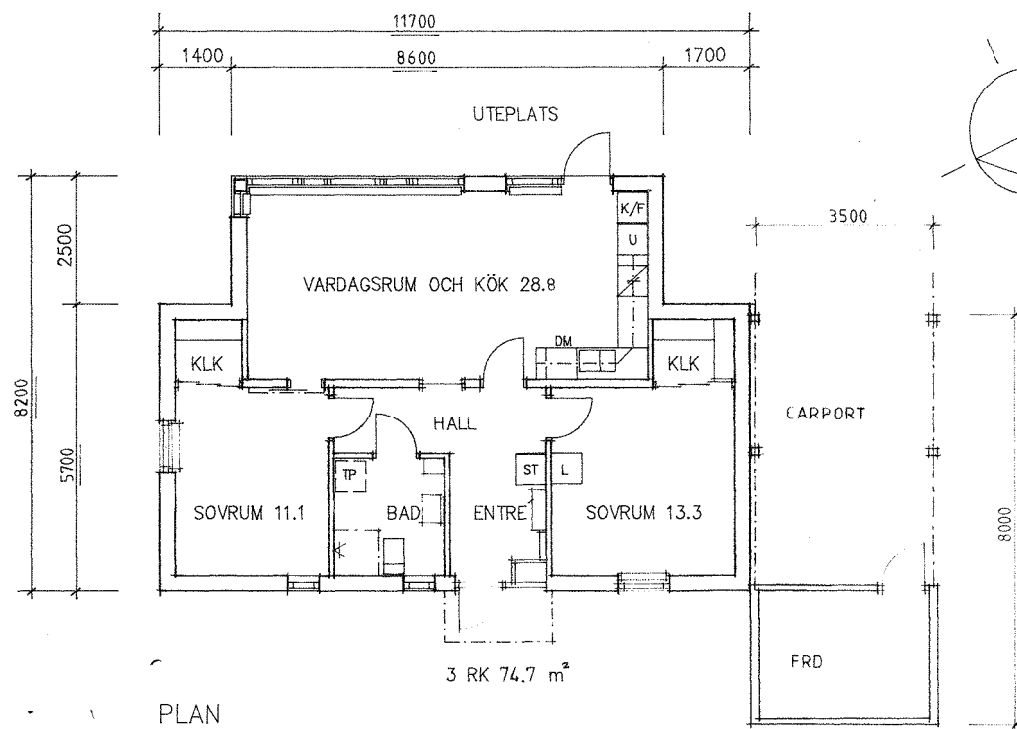 11700
1400 8600 1700
UTEPLATS
K/F
3500
U
2500
VARDAGSRUM OCH KÖK 28.8
DM
KLK KLK
8200
CARPORT
HALL
5700
TP ST L
SOVRUM 11.1 BAD ENTRÉ SOVRUM 13.3
8000
FRD
3 RK 74.7 m²
PLAN